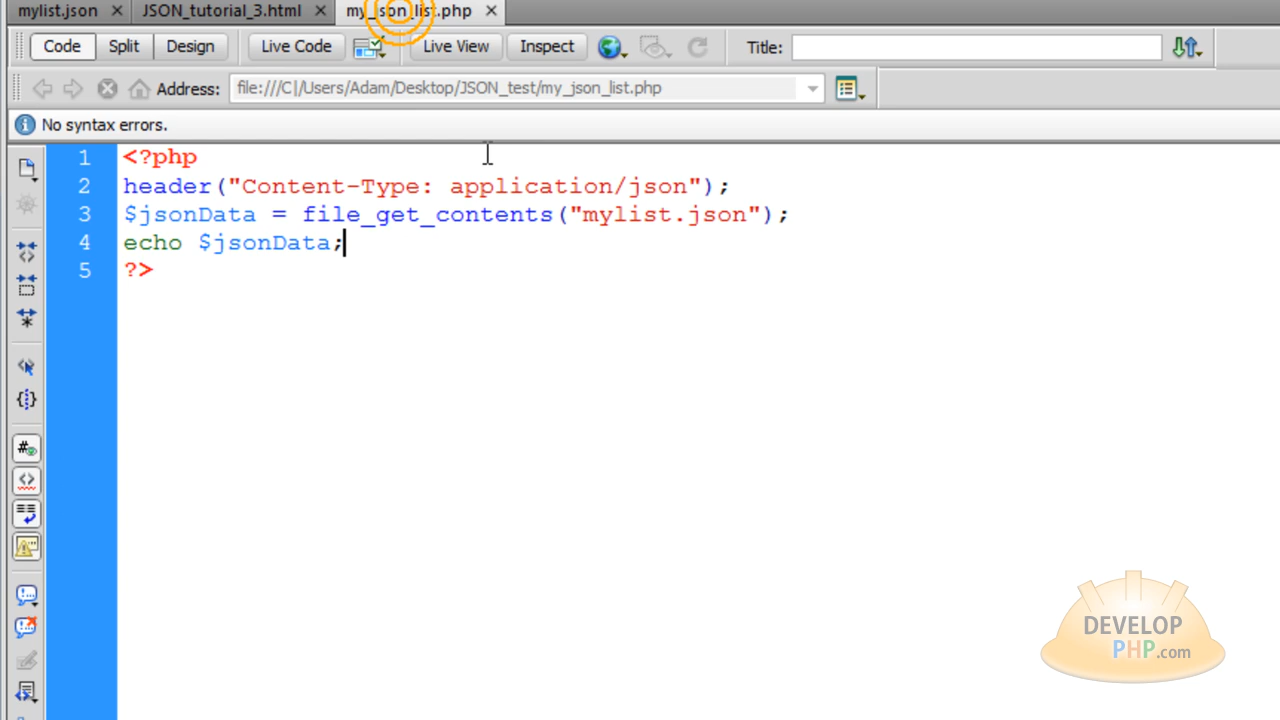 mylist.json JSON_tutorial_3.html my_json_list.php
Code Split Design Live Code Live View Inspect Title:
Address: file:///C|/Users/Adam/Desktop/JSON_test/my_json_list.php
No syntax errors.
1 <?php
2 header("Content-Type: application/json");
3 $jsonData = file_get_contents("mylist.json");
4 echo $jsonData;
5 ?>
DEVELOP
PHP.com